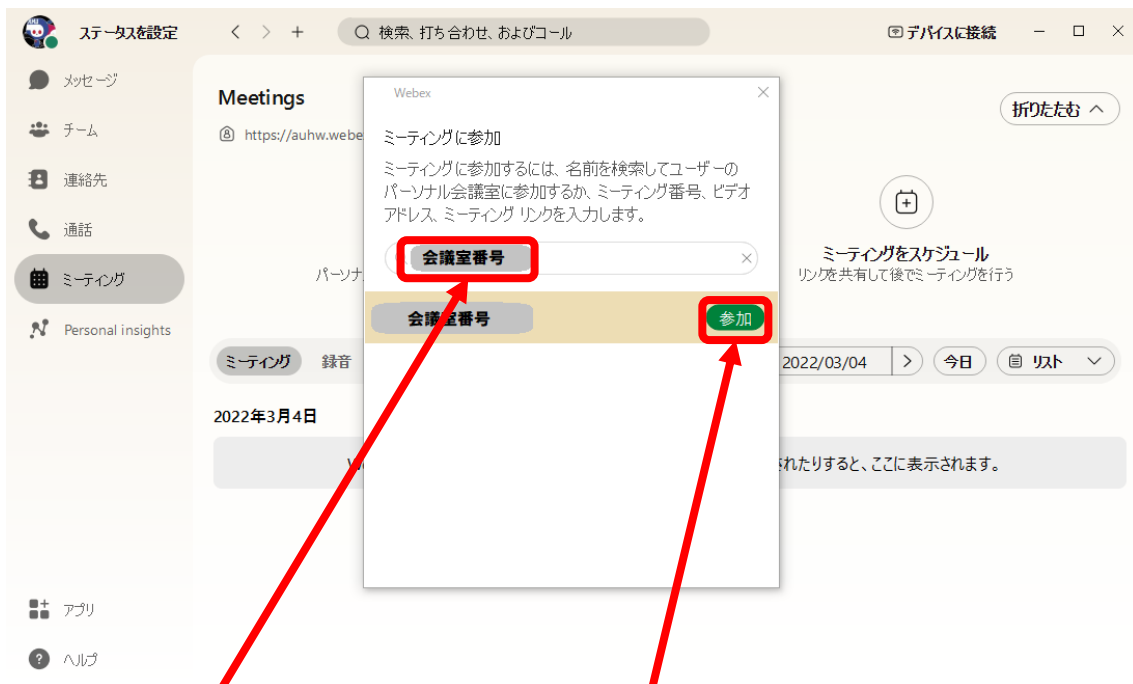 ステータスを設定
検索、打ち合わせ、およびコール
デバイスに接続
メッセージ
チーム
連絡先
通話
ミーティング
Personal insights
アプリ
ヘルプ
Meetings
https://auhw.webe
折りたたむ
Webex
ミーティングに参加
ミーティングに参加するには、名前を検索してユーザーの
パーソナル会議室に参加するか、ミーティング番号、ビデオ
アドレス、ミーティング リンクを入力します。
会議室番号
会議室番号
参加
パーソナ
ミーティングをスケジュール
リンクを共有して後でミーティングを行う
ミーティング 録音
2022/03/04
今日
リスト
2022年3月4日
れたりすると、ここに表示されます。